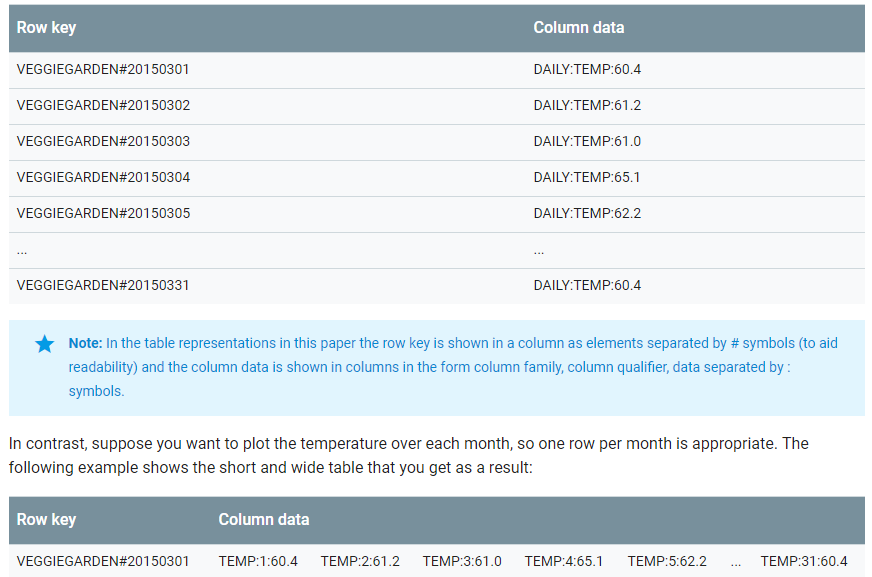 Row key Column data
VEGGIEGARDEN#20150301 DAILY:TEMP:60.4
VEGGIEGARDEN#20150302 DAILY:TEMP:61.2
VEGGIEGARDEN#20150303 DAILY:TEMP:61.0
VEGGIEGARDEN#20150304 DAILY:TEMP:65.1
VEGGIEGARDEN#20150305 DAILY:TEMP:62.2
... ...
VEGGIEGARDEN#20150331 DAILY:TEMP:60.4
Note: In the table representations in this paper the row key is shown in a column as elements separated by # symbols (to aid
readability) and the column data is shown in columns in the form column family, column qualifier, data separated by :
symbols.
In contrast, suppose you want to plot the temperature over each month, so one row per month is appropriate. The
following example shows the short and wide table that you get as a result:
Row key Column data
VEGGIEGARDEN#20150301 TEMP:1:60.4 TEMP:2:61.2 TEMP:3:61.0 TEMP:4:65.1 TEMP:5:62.2 ... TEMP:31:60.4